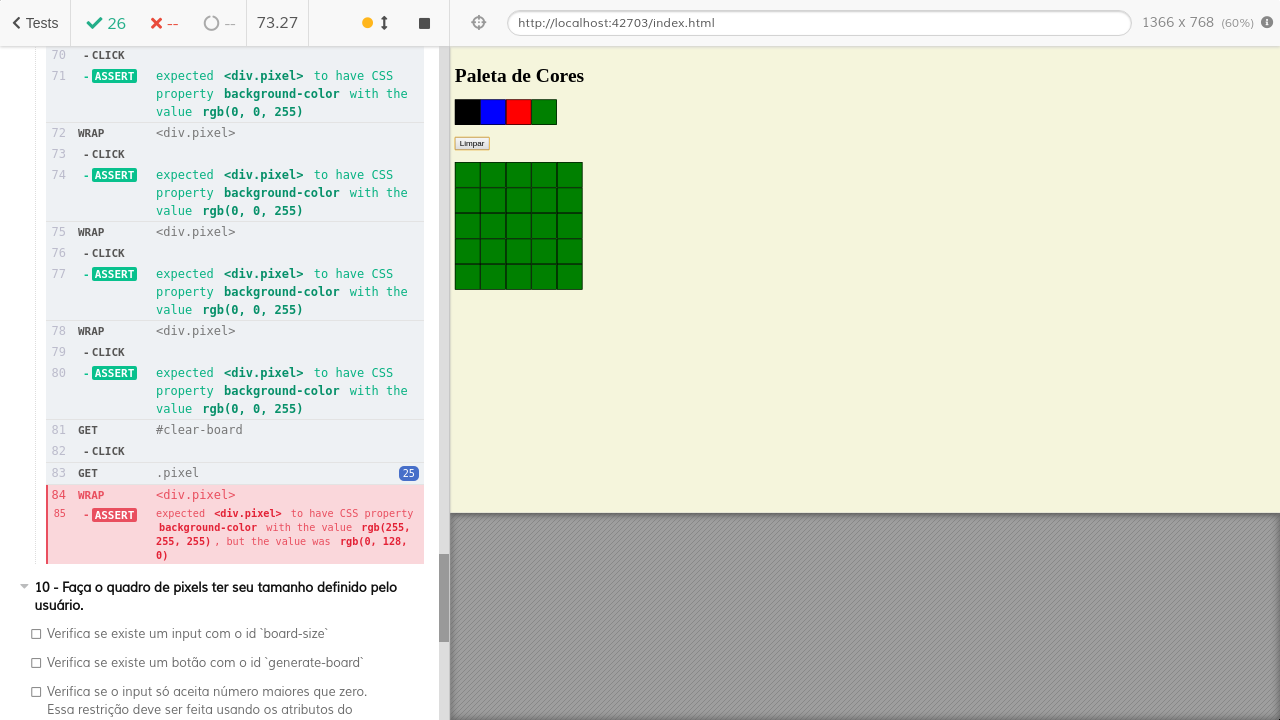 Tests 26 -- -- 73.27
http://localhost:42703/index.html 1366 x 768 (60%)
70 - CLICK
71 - ASSERT expected <div.pixel> to have CSS
property background-color with the
value rgb(0, 0, 255)
72 WRAP <div.pixel>
73 - CLICK
74 - ASSERT expected <div.pixel> to have CSS
property background-color with the
value rgb(0, 0, 255)
75 WRAP <div.pixel>
76 - CLICK
77 - ASSERT expected <div.pixel> to have CSS
property background-color with the
value rgb(0, 0, 255)
78 WRAP <div.pixel>
79 - CLICK
80 - ASSERT expected <div.pixel> to have CSS
property background-color with the
value rgb(0, 0, 255)
81 GET #clear-board
82 - CLICK
83 GET .pixel 25
84 WRAP <div.pixel>
85 - ASSERT expected <div.pixel> to have CSS property
background-color with the value rgb(255,
255, 255) , but the value was rgb(0, 128,
0)
10 - Faça o quadro de pixels ter seu tamanho definido pelo
usuário.
Verifica se existe um input com o id `board-size`
Verifica se existe um botão com o id `generate-board`
Verifica se o input só aceita número maiores que zero.
Essa restrição deve ser feita usando os atributos do
Paleta de Cores
Limpar